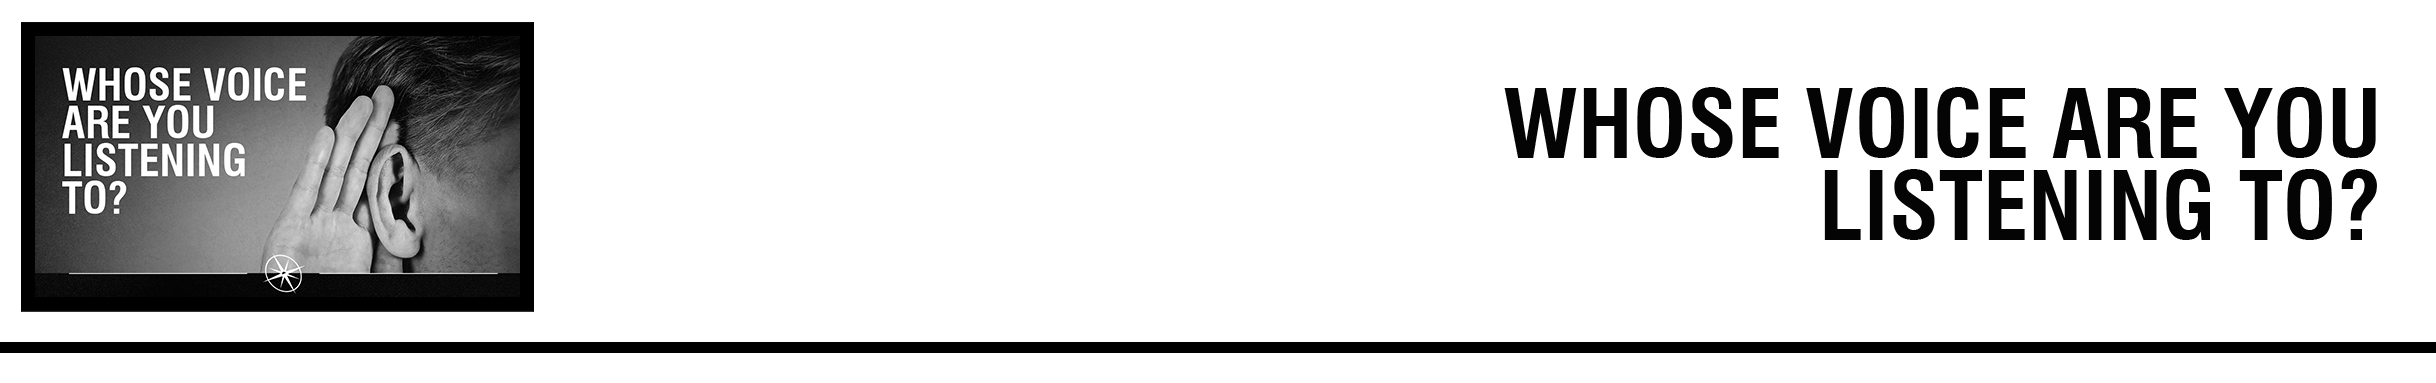 WHOSE VOICE
ARE YOU
LISTENING
TO?
WHOSE VOICE ARE YOU
LISTENING TO?